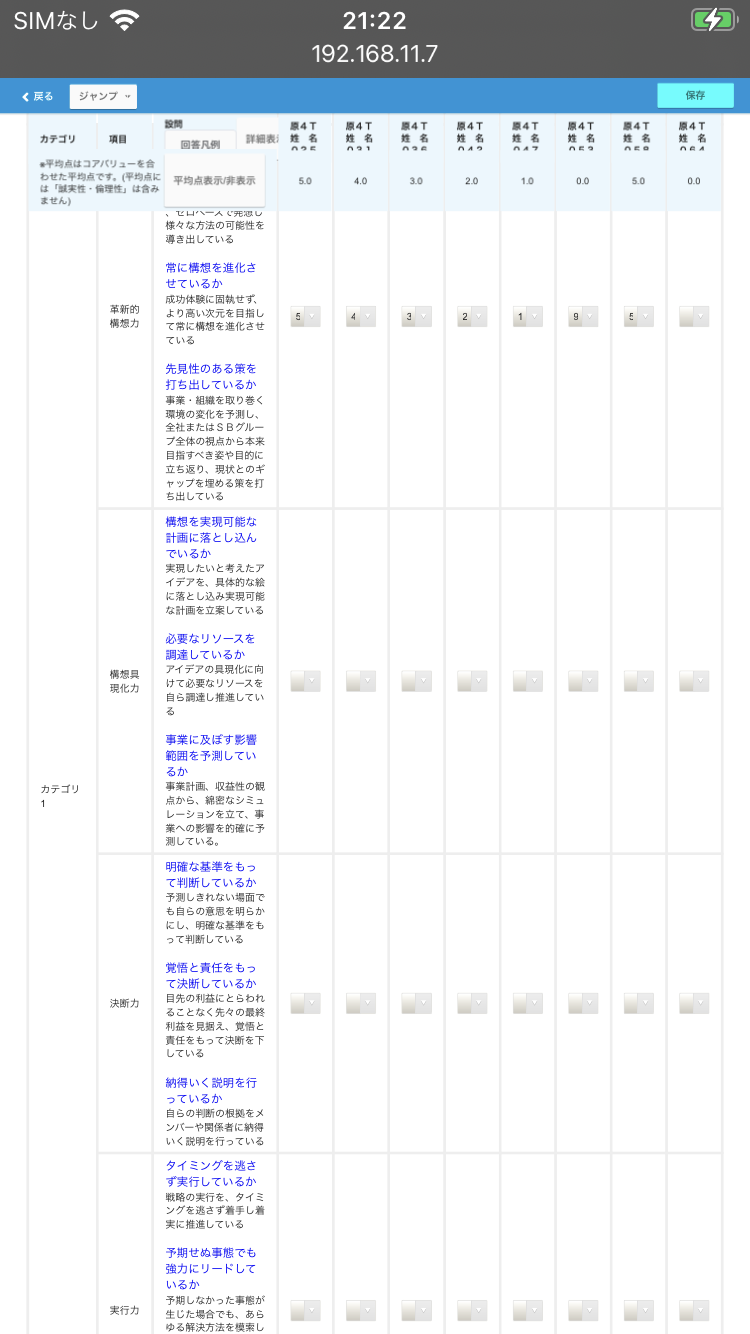 SIMなし
21:22
192.168.11.7
戻る
ジャンプ
保存
カテゴリ
項目
設問
回答凡例
詳細表示
原4T
姓 名
025
原4T
姓 名
031
原4T
姓 名
036
原4T
姓 名
042
原4T
姓 名
047
原4T
姓 名
053
原4T
姓 名
058
原4T
姓 名
064
※平均点はコアバリューを合
わせた平均点です。(平均点に
は「誠実性・倫理性」は含み
ません)
平均点表示/非表示
5.0
4.0
3.0
2.0
1.0
0.0
5.0
0.0
カテゴリ
1
革新的
構想力
、ゼロベースで発想し
様々な方法の可能性を
導き出している
常に構想を進化さ
せているか
成功体験に固執せず、
より高い次元を目指し
て常に構想を進化させ
ている
先見性のある策を
打ち出しているか
事業・組織を取り巻く
環境の変化を予測し、
全社またはSBグルー
プ全体の視点から本来
目指すべき姿や目的に
立ち返り、現状とのギ
ャップを埋める策を打
ち出している
5
4
3
2
1
9
5
構想具
現化力
構想を実現可能な
計画に落とし込ん
でいるか
実現したいと考えたア
イデアを、具体的な絵
に落とし込み実現可能
な計画を立案している
必要なリソースを
調達しているか
アイデアの具現化に向
けて必要なリソースを
自ら調達し推進してい
る
事業に及ぼす影響
範囲を予測してい
るか
事業計画、収益性の観
点から、綿密なシミュ
レーションを立て、事
業への影響を的確に予
測している。
決断力
明確な基準をもっ
て判断しているか
予測しきれない場面で
も自らの意思を明らか
にし、明確な基準をも
って判断している
覚悟と責任をもっ
て決断しているか
目先の利益にとらわれ
ることなく先々の最終
利益を見据え、覚悟と
責任をもって決断を下
している
納得いく説明を行
っているか
自らの判断の根拠をメ
ンバーや関係者に納得
いく説明を行っている
実行力
タイミングを逃さ
ず実行しているか
戦略の実行を、タイミ
ングを逃さず着手し着
実に推進している
予期せぬ事態でも
強力にリードして
いるか
予期しなかった事態が
生じた場合でも、あら
ゆる解決方法を模索し